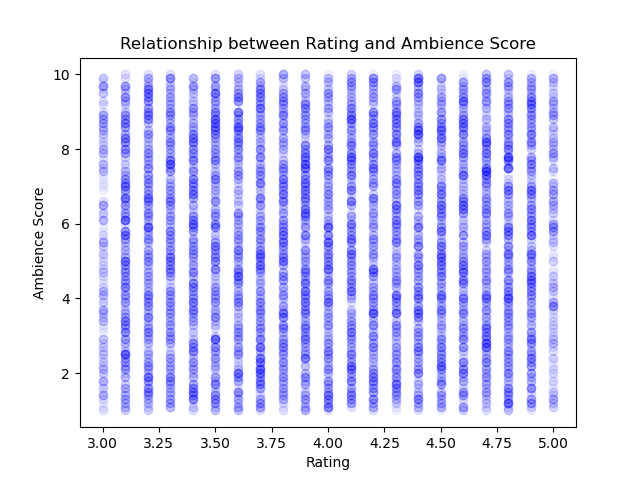 Relationship between Rating and Ambience Score
10
8
6
4
2
Ambience Score
3.00 3.25 3.50 3.75 4.00 4.25 4.50 4.75 5.00
Rating